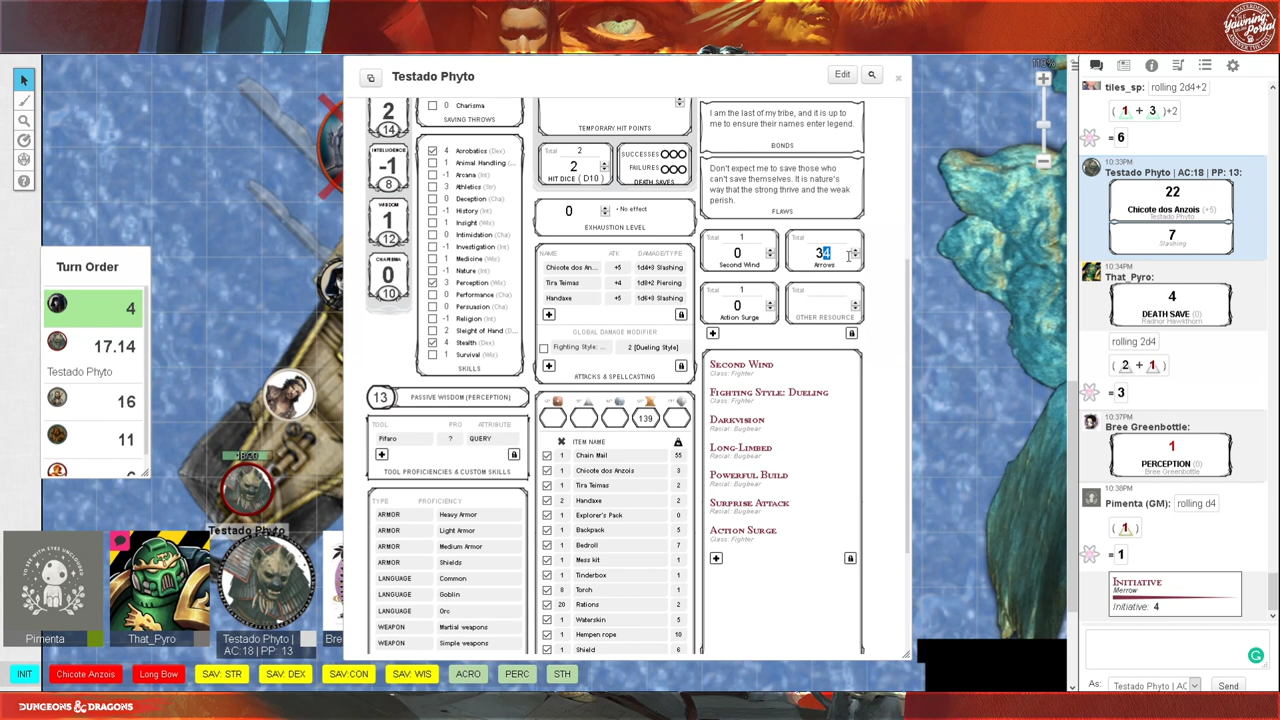 WATERDEEP
THE
Yawning
Portal
Testado Phyto
Edit
Turn Order
4
17.14
Testado Phyto
16
11
8/20
Testado Phyto
Pimenta
That_Pyro
Testado Phyto |
AC:18 | PP: 13
Bre
INIT
Chicote Anzois
Long Bow
SAV: STR
SAV: DEX
SAV:CON
SAV: WIS
ACRO
PERC
STH
DUNGEONS & DRAGONS
2
14
INTELLIGENCE
-1
8
WISDOM
1
12
CHARISMA
0
10
0 Charisma
SAVING THROWS
4 Acrobatics (Dex)
1 Animal Handling (...
-1 Arcana (Int)
3 Athletics (Str)
0 Deception (Cha)
-1 History (Int)
1 Insight (Wis)
0 Intimidation (Cha)
-1 Investigation (Int)
1 Medicine (Wis)
-1 Nature (Int)
3 Perception (Wis)
0 Performance (Cha)
0 Persuasion (Cha)
-1 Religion (Int)
2 Sleight of Hand (D...
4 Stealth (Dex)
1 Survival (Wis)
SKILLS
13 PASSIVE WISDOM (PERCEPTION)
TOOL PRO ATTRIBUTE
Pifaro ? QUERY
TOOL PROFICIENCIES & CUSTOM SKILLS
TYPE PROFICIENCY
ARMOR Heavy Armor
ARMOR Light Armor
ARMOR Medium Armor
ARMOR Shields
LANGUAGE Common
LANGUAGE Goblin
LANGUAGE Orc
WEAPON Martial weapons
WEAPON Simple weapons
TEMPORARY HIT POINTS
Total 2
2
HIT DICE ( D10 )
SUCCESSES
FAILURES
DEATH SAVES
0 • No effect
EXHAUSTION LEVEL
NAME ATK DAMAGE/TYPE
Chicote dos An... +5 1d4+3 Slashing
Tira Teimas +4 1d8+2 Piercing
Handaxe +5 1d6+3 Slashing
GLOBAL DAMAGE MODIFIER
Fighting Style: ... 2 [Dueling Style]
ATTACKS & SPELLCASTING
139
ITEM NAME
1 Chain Mail 55
1 Chicote dos Anzois 3
1 Tira Teimas 2
2 Handaxe 2
1 Explorer's Pack 0
1 Backpack 5
1 Bedroll 7
1 Mess kit 1
1 Tinderbox 1
8 Torch 1
20 Rations 2
1 Waterskin 5
1 Hempen rope 10
1 Shield 6
I am the last of my tribe, and it is up to
me to ensure their names enter legend.
BONDS
Don't expect me to save those who
can't save themselves. It is nature's
way that the strong thrive and the weak
perish.
FLAWS
Total 1
0
Second Wind
Total
34
Arrows
Total 1
0
Action Surge
Total
OTHER RESOURCE
SECOND WIND
Class: Fighter
FIGHTING STYLE: DUELING
Class: Fighter
DARKVISION
Racial: Bugbear
LONG-LIMBED
Racial: Bugbear
POWERFUL BUILD
Racial: Bugbear
SURPRISE ATTACK
Racial: Bugbear
ACTION SURGE
Class: Fighter
tiles_sp: rolling 2d4+2
( 1 + 3 )+2
= 6
10:33PM
Testado Phyto | AC:18 | PP: 13:
22
Chicote dos Anzois (+5)
Testado Phyto
7
Slashing
10:34PM
That_Pyro:
4
DEATH SAVE (0)
Radnor Hawkthorn
rolling 2d4
( 2 + 1 )
= 3
10:37PM
Bree Greenbottle:
1
PERCEPTION (0)
Bree Greenbottle
10:38PM
Pimenta (GM): rolling d4
( 1 )
= 1
INITIATIVE
Merrow
Initiative: 4
As: Testado Phyto | AC
Send